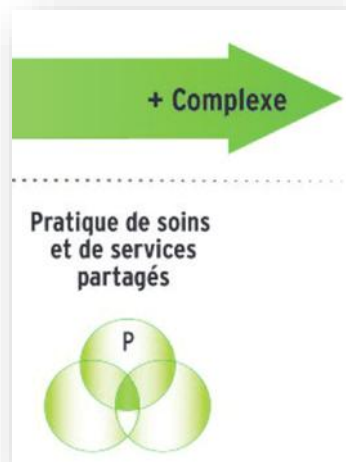 + Complexe
Pratique de soins
et de services
partagés
P